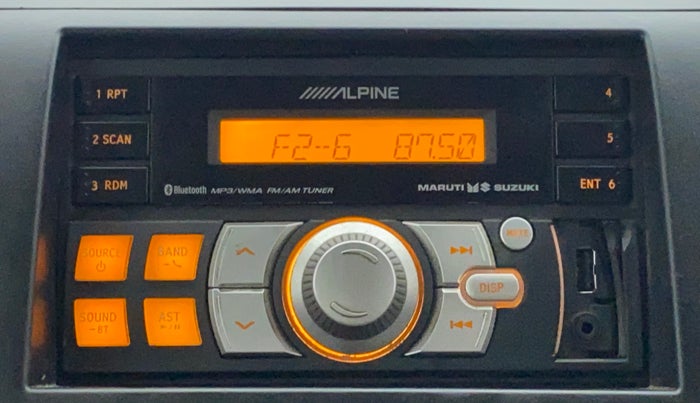 1 RPT
ALPINE
4
2 SCAN
F2--6 87.50
5
3 RDM
Bluetooth MP3/WMA FM/AM TUNER
MARUTI SUZUKI
ENT 6
SOURCE
BAND
MUTE
DISP
SOUND
-BT
AST